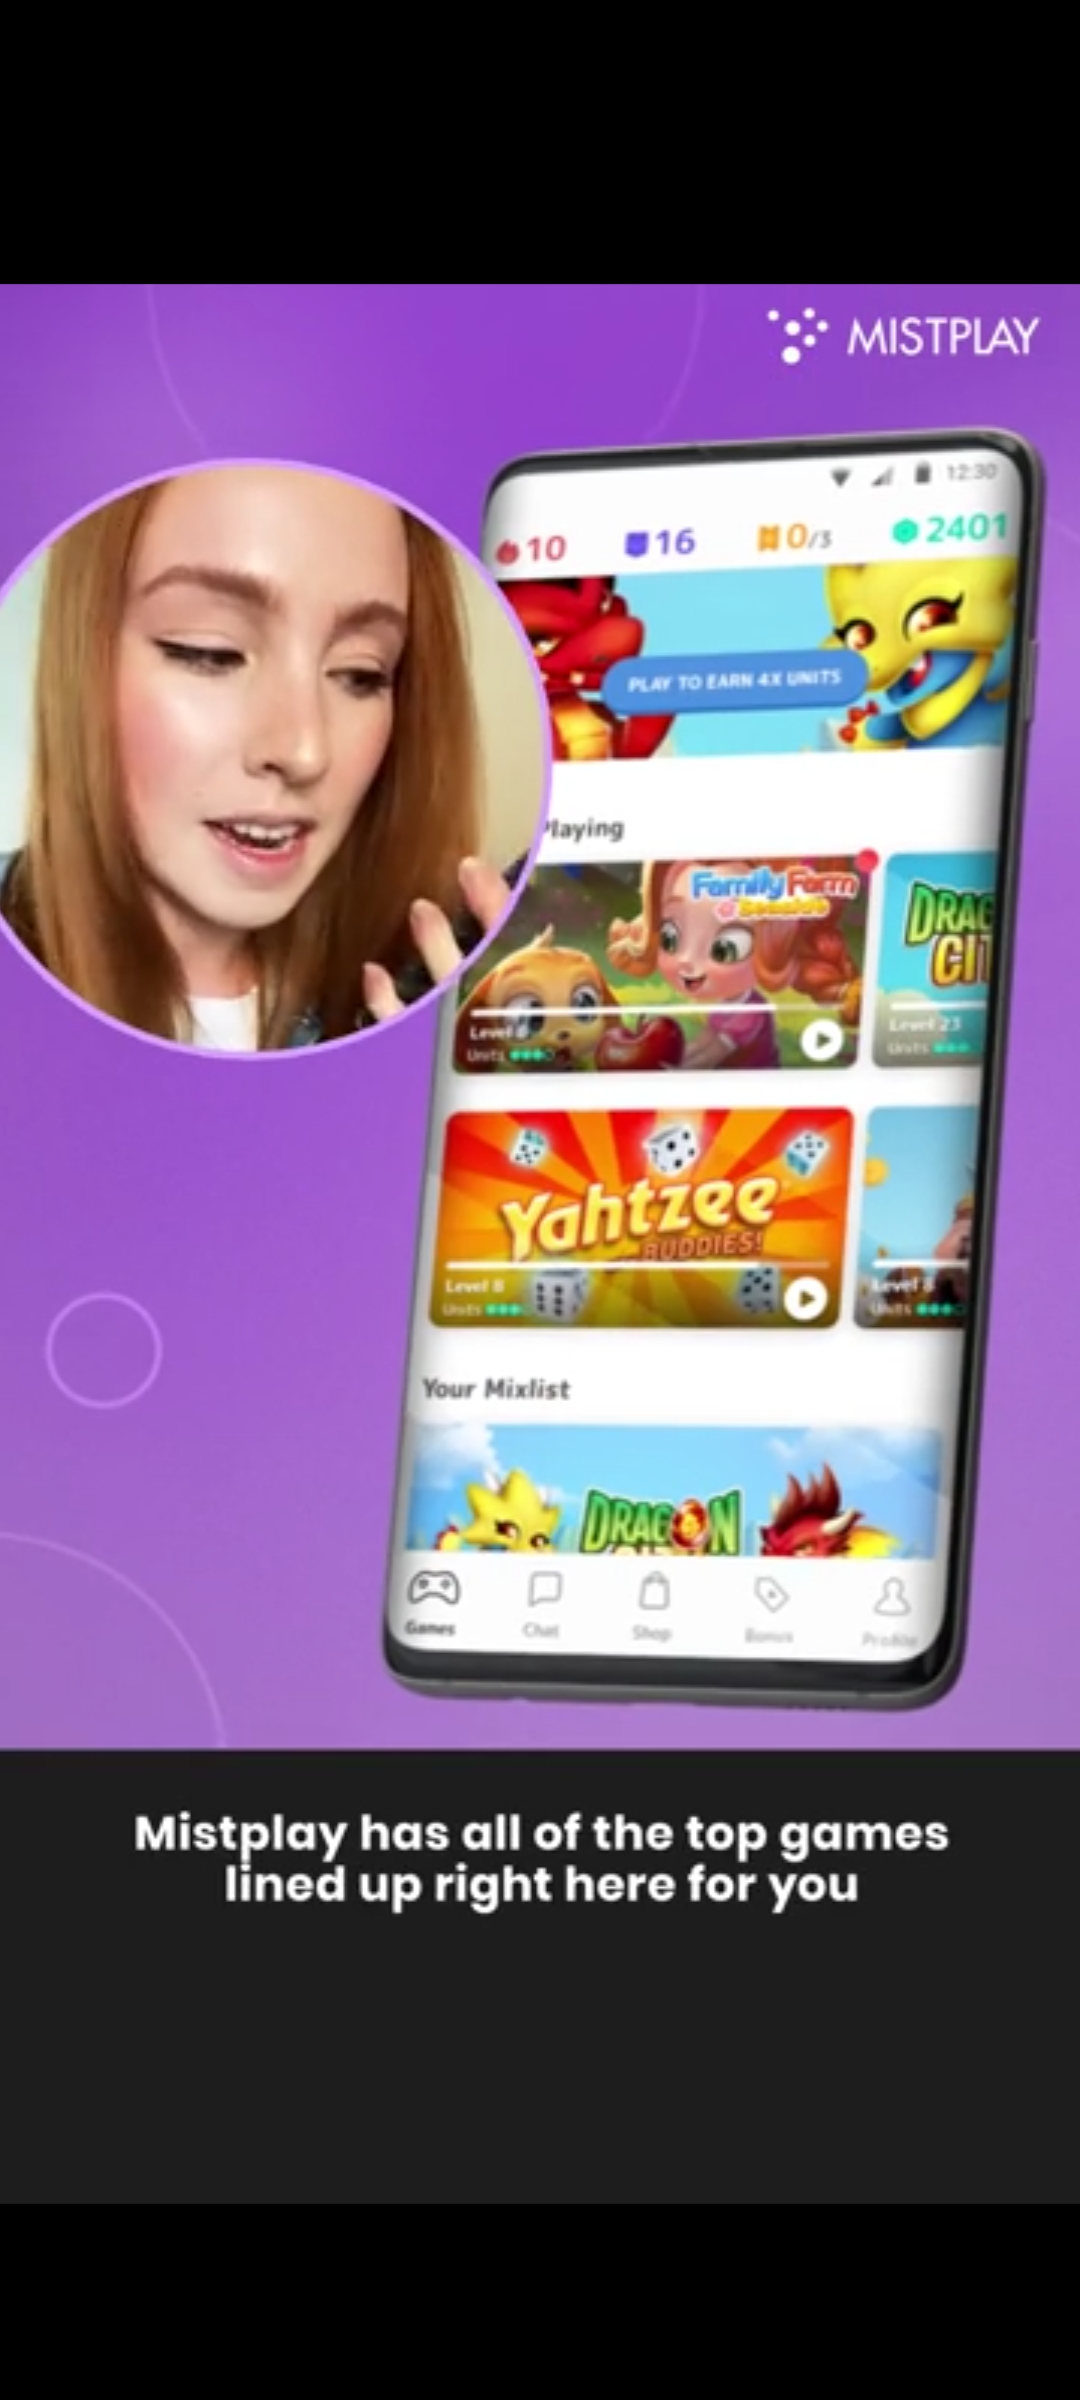 MISTPLAY
12:30
10 16 0/3 2401
PLAY TO EARN 4X UNITS
Playing
Family Farm
Seaside
DRAG
CIT
Level
Units
Level 23
Units
Yahtzee
BUDDIES!
Level 8
Units
Level 8
Units
Your Mixlist
DRAGON
Games Chat Shop Bonus Profile
Mistplay has all of the top games
lined up right here for you